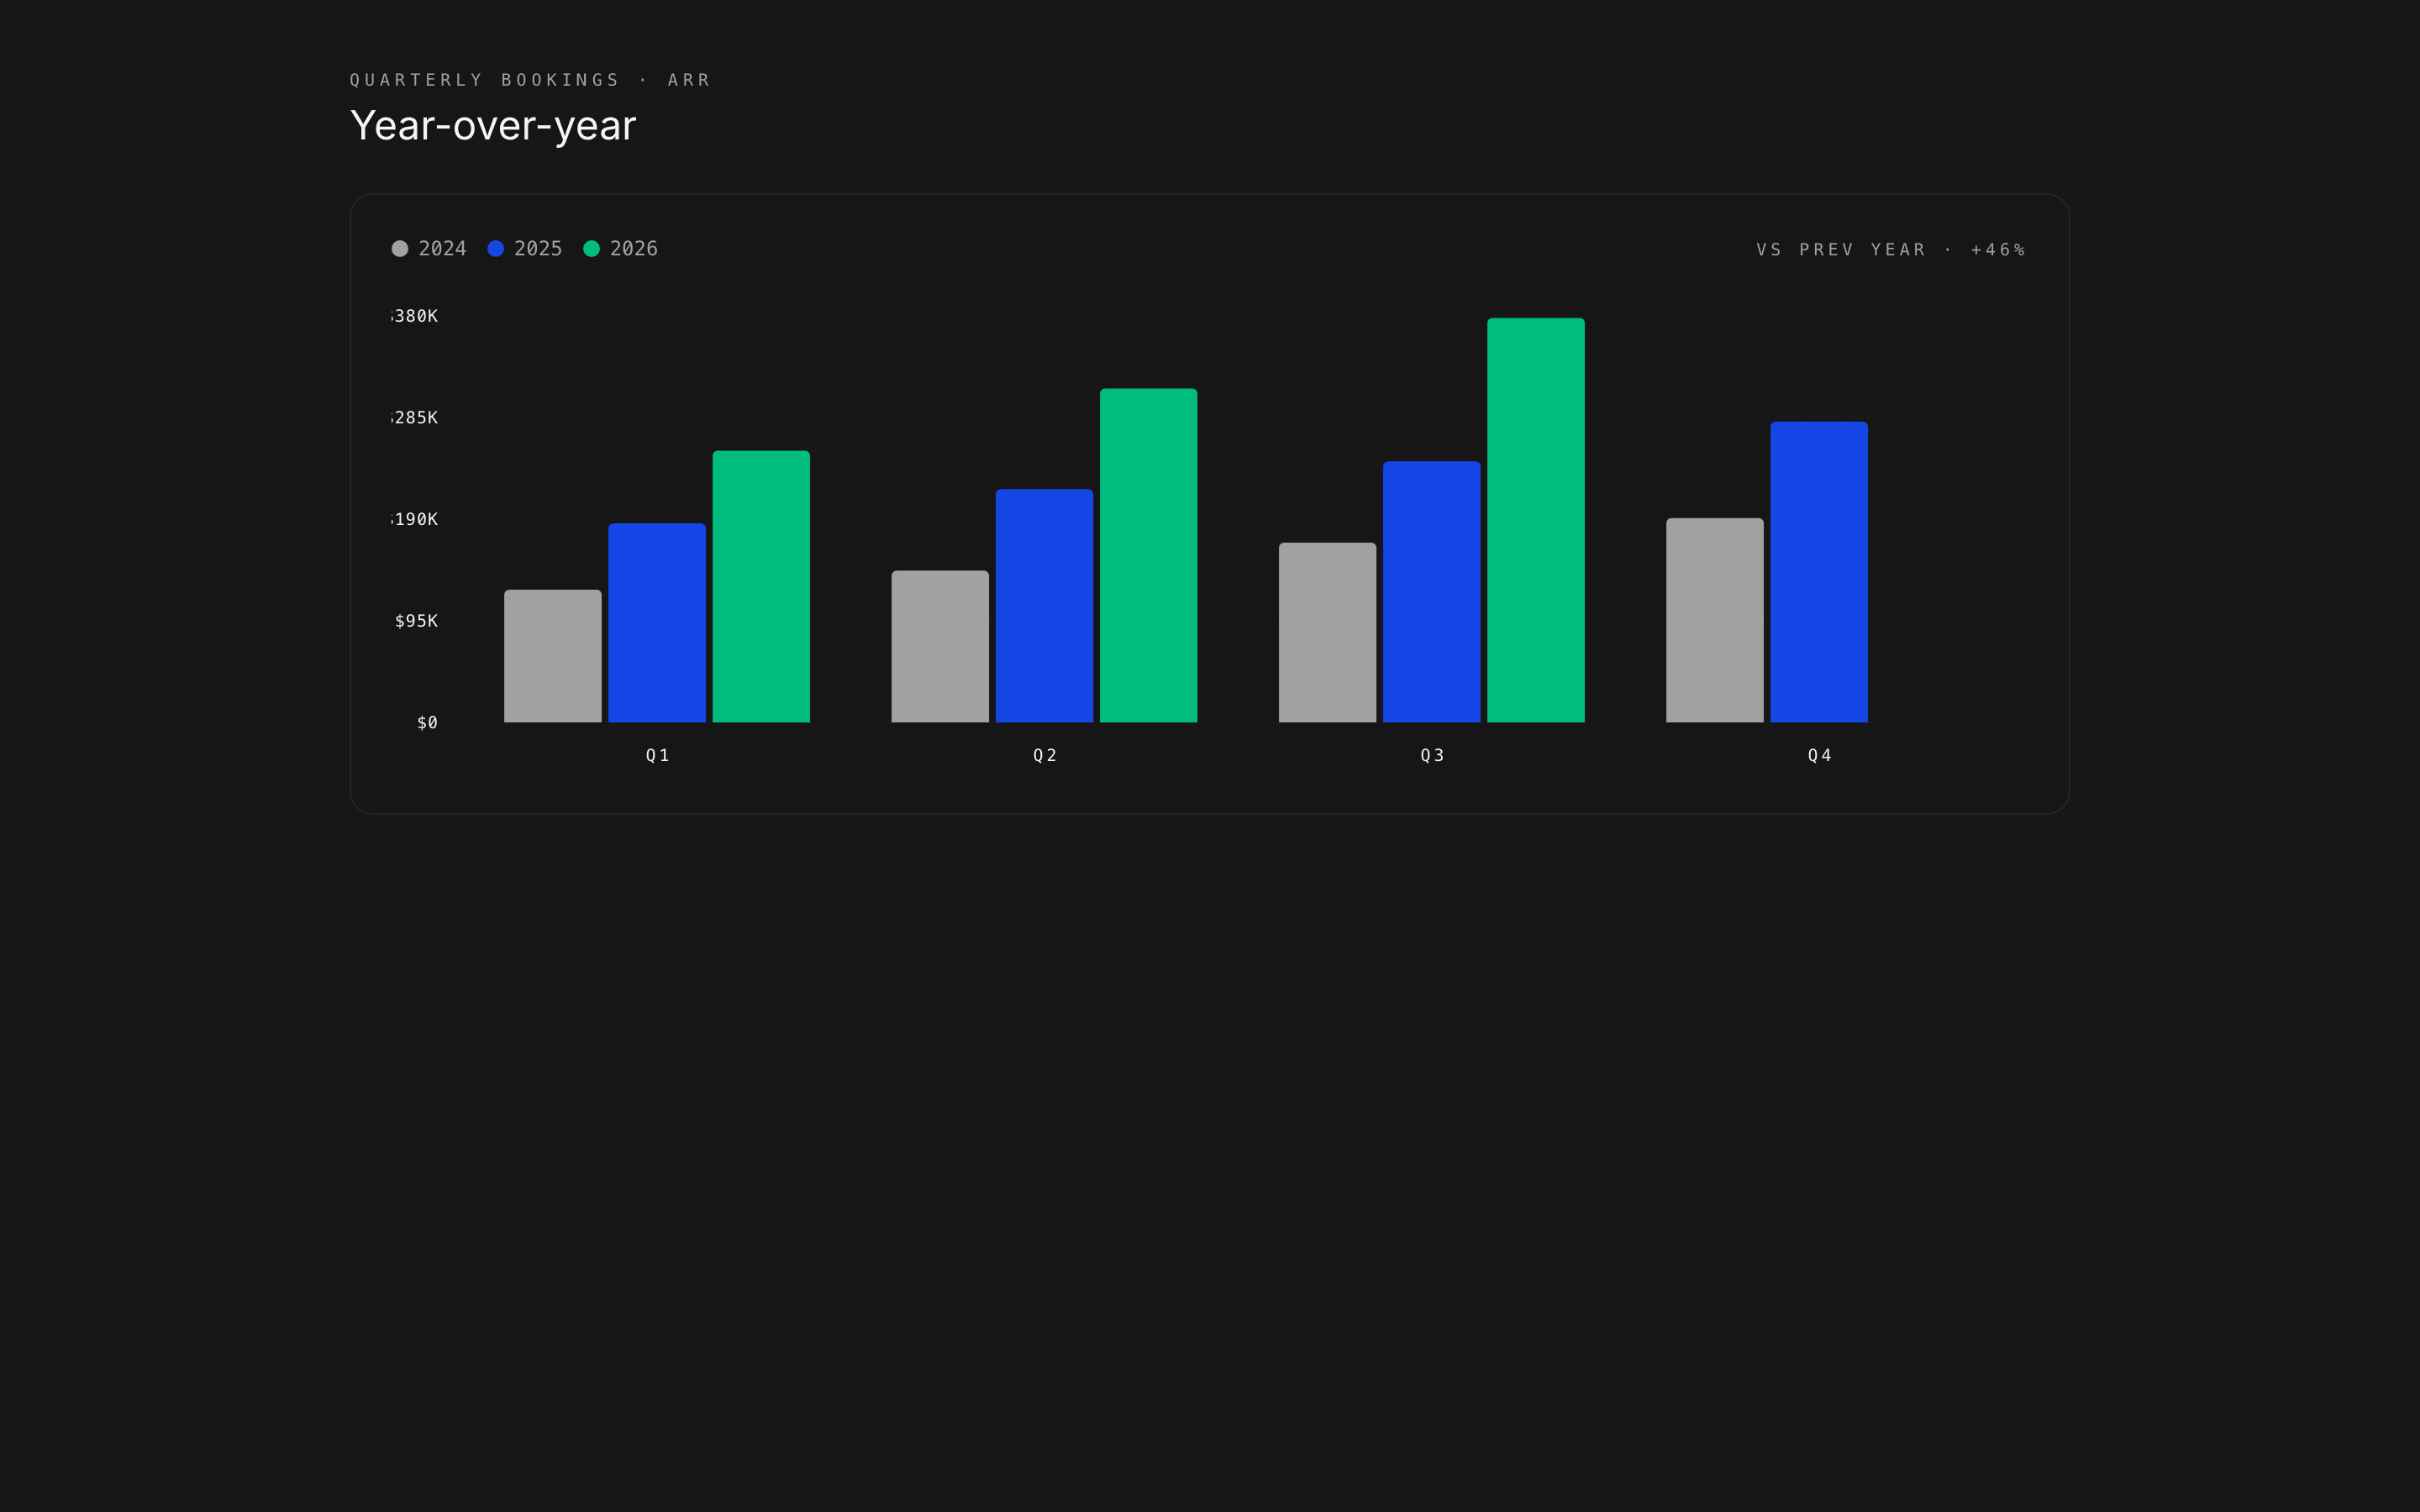 QUARTERLY BOOKINGS · ARR
Year-over-year
2024 2025 2026
VS PREV YEAR · +46%
$380K
$285K
$190K
$95K
$0
Q1 Q2 Q3 Q4